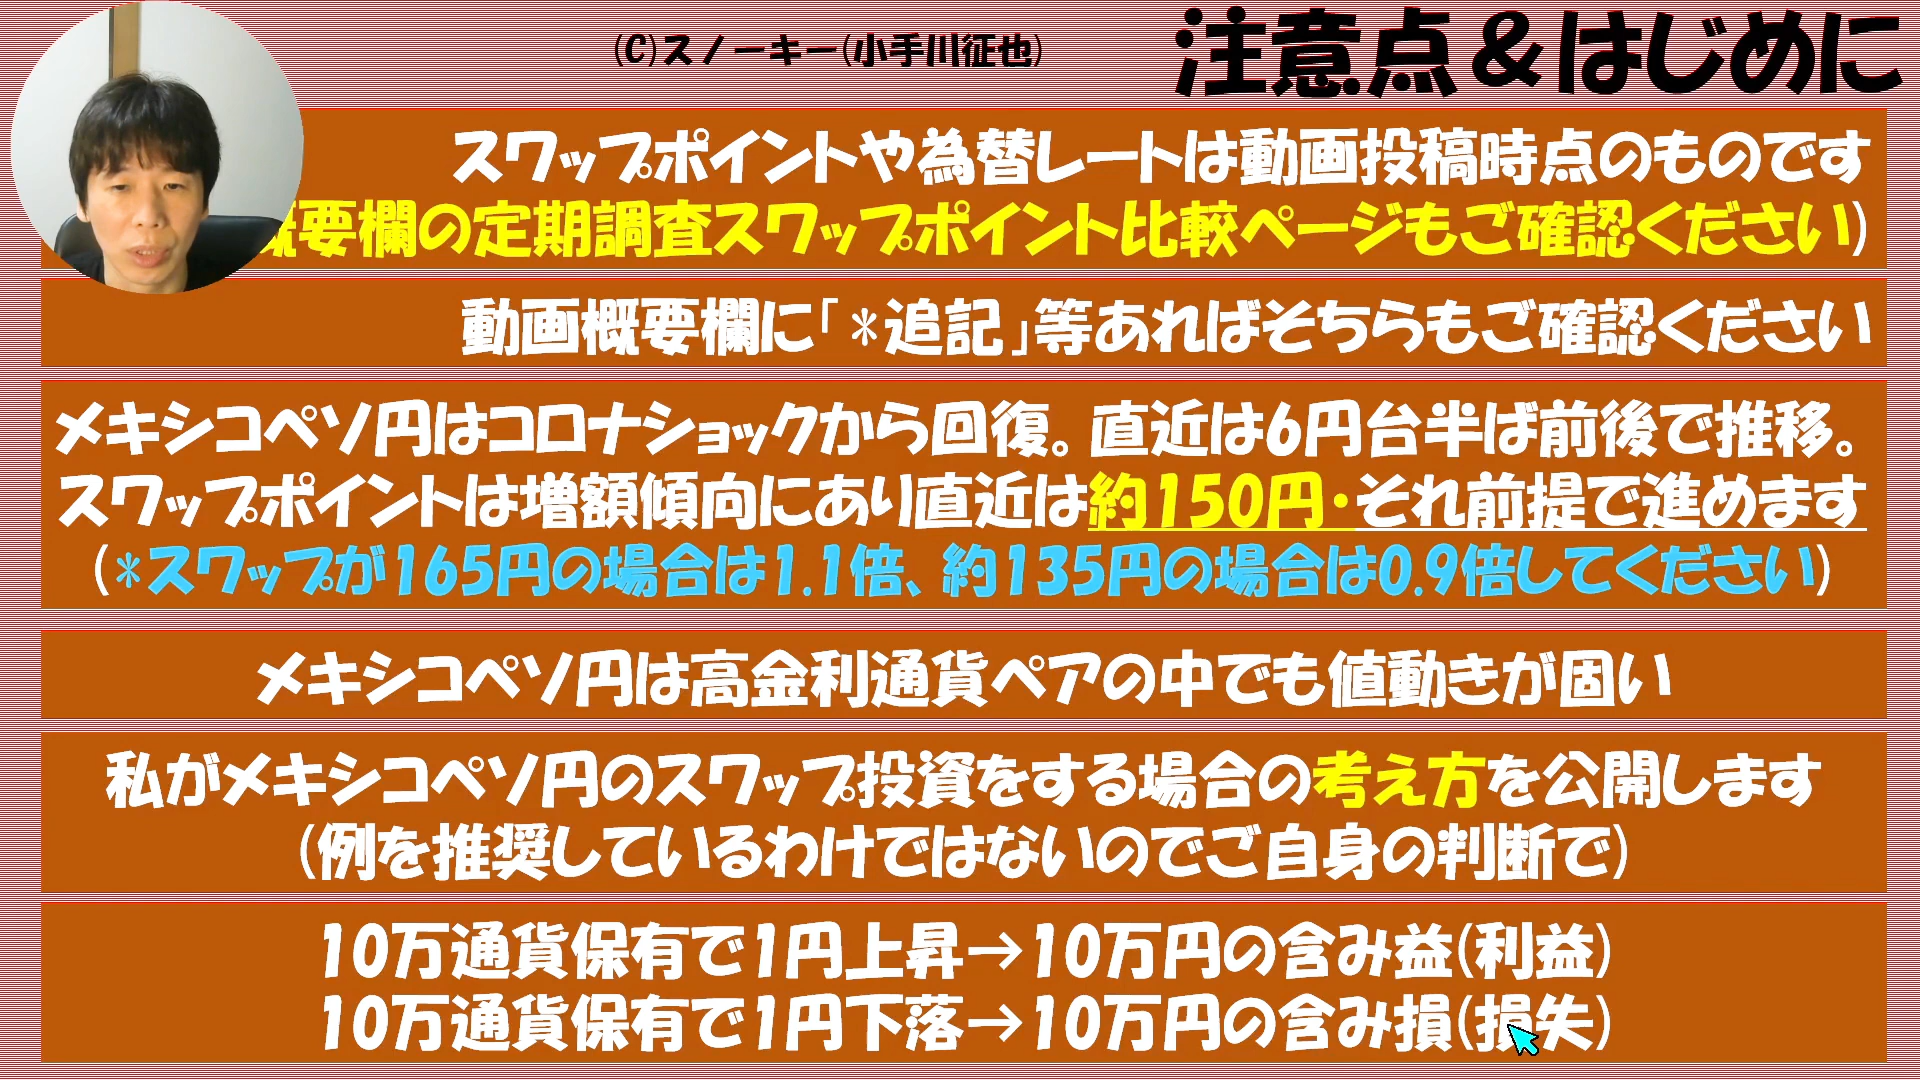 (C)スノーキー(小手川征也)
注意点＆はじめに
スワップポイントや為替レートは動画投稿時点のものです
概要欄の定期調査スワップポイント比較ページもご確認ください)
動画概要欄に「*追記」等あればそちらもご確認ください
メキシコペソ円はコロナショックから回復。直近は6円台半ば前後で推移。
スワップポイントは増額傾向にあり直近は約150円・それ前提で進めます
(*スワップが165円の場合は1.1倍、約135円の場合は0.9倍してください)
メキシコペソ円は高金利通貨ペアの中でも値動きが固い
私がメキシコペソ円のスワップ投資をする場合の考え方を公開します
(例を推奨しているわけではないのでご自身の判断で)
10万通貨保有で1円上昇→10万円の含み益(利益)
10万通貨保有で1円下落→10万円の含み損(損失)